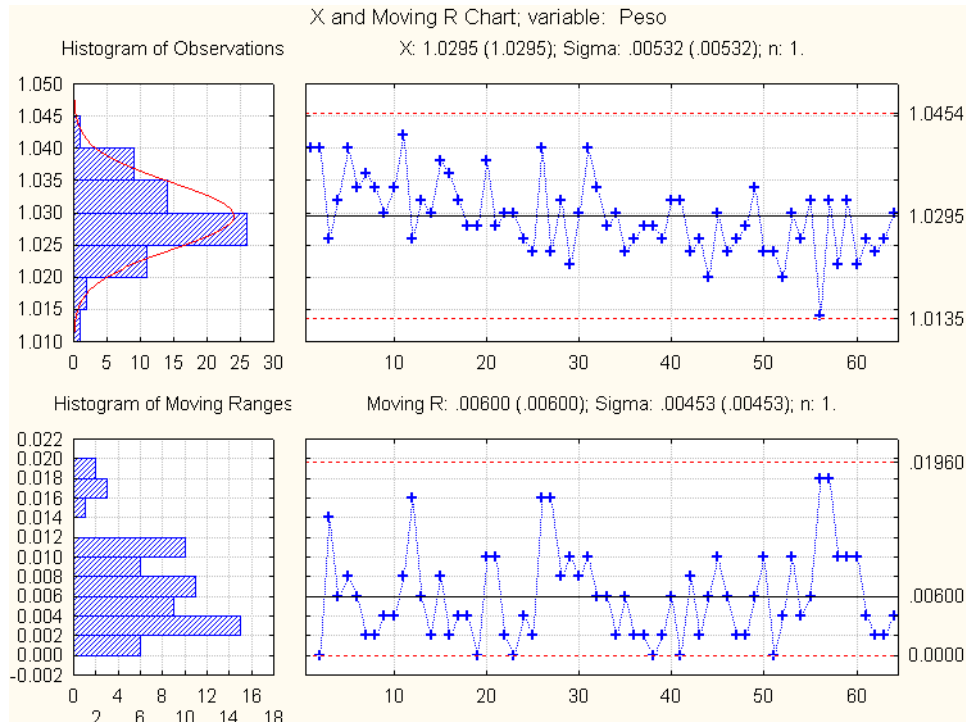 X and Moving R Chart; variable: Peso
Histogram of Observations
X: 1.0295 (1.0295); Sigma: .00532 (.00532); n: 1.
1.050
1.045
1.040
1.035
1.030
1.025
1.020
1.015
1.010
0 5 10 15 20 25 30
1.0454
1.0295
1.0135
10 20 30 40 50 60
Histogram of Moving Ranges
Moving R: .00600 (.00600); Sigma: .00453 (.00453); n: 1.
0.022
0.020
0.018
0.016
0.014
0.012
0.010
0.008
0.006
0.004
0.002
0.000
-0.002
0 4 8 12 16
2 6 10 14 18
.01960
.00600
0.0000
10 20 30 40 50 60